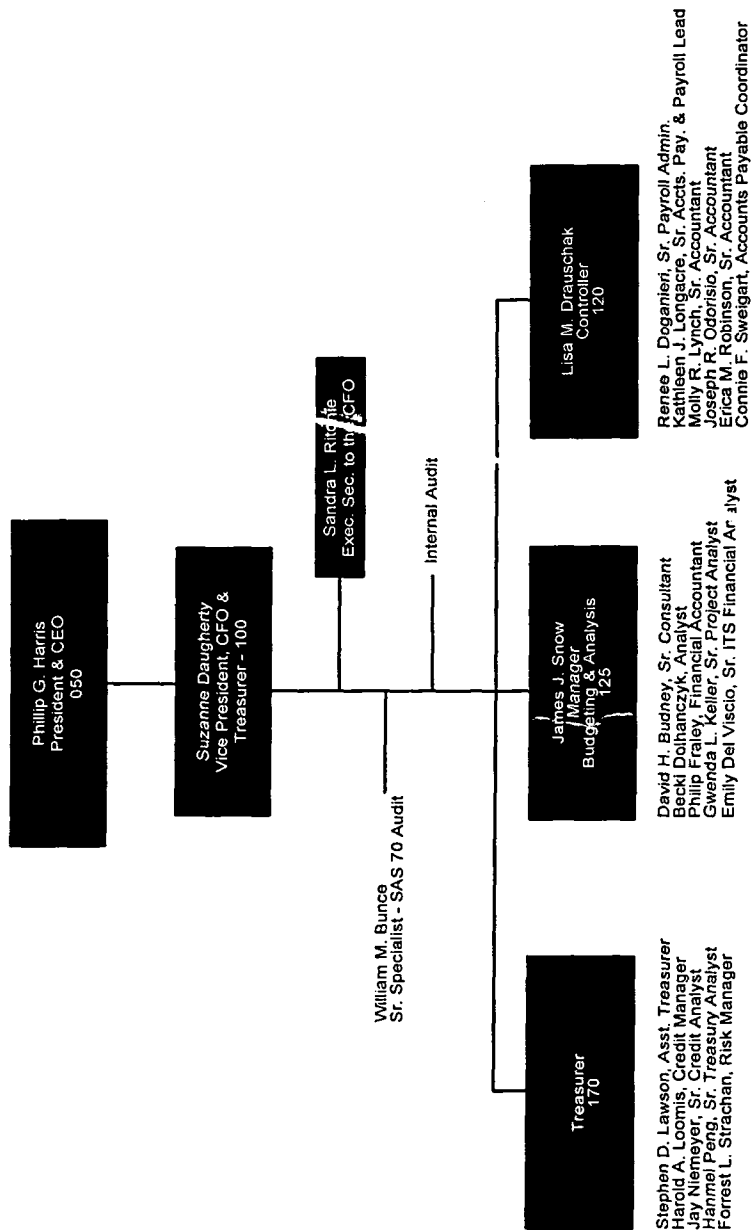 Phillip G. Harris
President & CEO
050
Suzanne Daugherty
Vice President, CFO &
Treasurer - 100
Sandra L. Ritchie
Exec. Sec. to the CFO
William M. Bunce
Sr. Specialist - SAS 70 Audit
Internal Audit
Treasurer
170
Stephen D. Lawson, Asst. Treasurer
Harold A. Loomis, Credit Manager
Jay Niemeyer, Sr. Credit Analyst
Hanmei Peng, Sr. Treasury Analyst
Forrest L. Strachan, Risk Manager
James J. Snow
Manager
Budgeting & Analysis
125
David H. Budney, Sr. Consultant
Becki Dolhanczyk, Analyst
Philip Fraley, Financial Accountant
Gwenda L. Keller, Sr. Project Analyst
Emily Del Viscio, Sr. ITS Financial Analyst
Lisa M. Drauschak
Controller
120
Renee L. Doganieri, Sr. Payroll Admin.
Kathleen J. Longacre, Sr. Accts. Pay. & Payroll Lead
Molly R. Lynch, Sr. Accountant
Joseph R. Odorisio, Sr. Accountant
Erica M. Robinson, Sr. Accountant
Connie F. Sweigart, Accounts Payable Coordinator